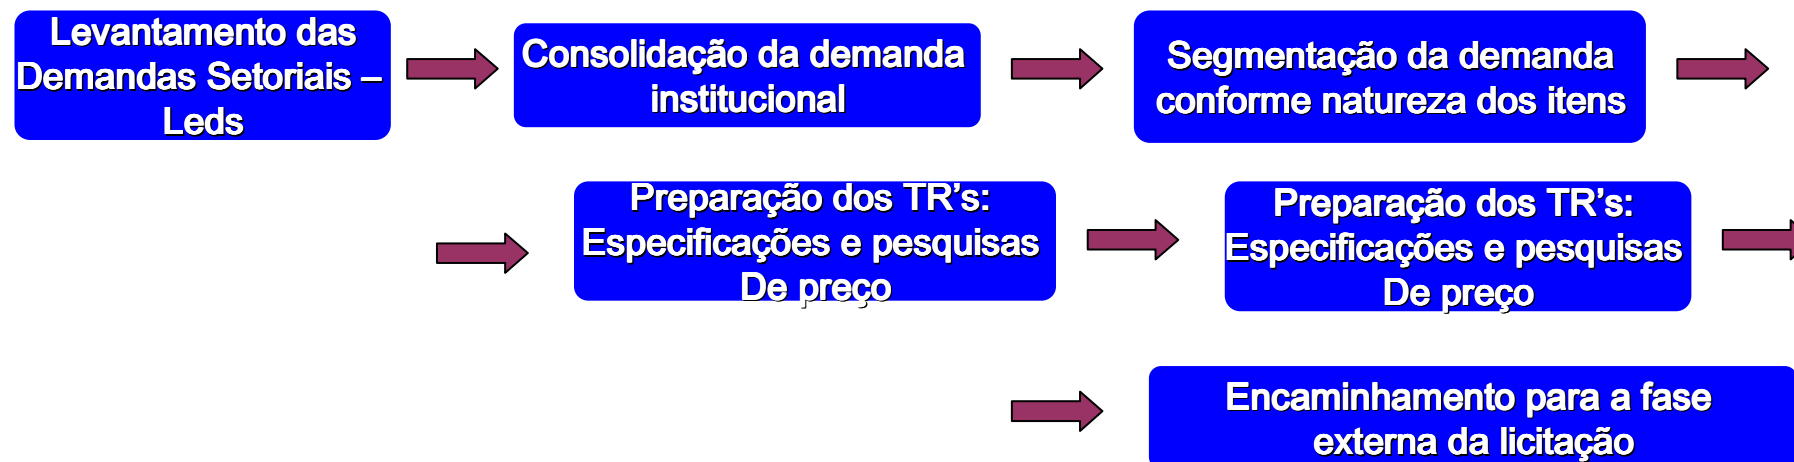 Levantamento das
Demandas Setoriais –
Leds
Consolidação da demanda
institucional
Segmentação da demanda
conforme natureza dos itens
Preparação dos TR’s:
Especificações e pesquisas
De preço
Preparação dos TR’s:
Especificações e pesquisas
De preço
Encaminhamento para a fase
externa da licitação